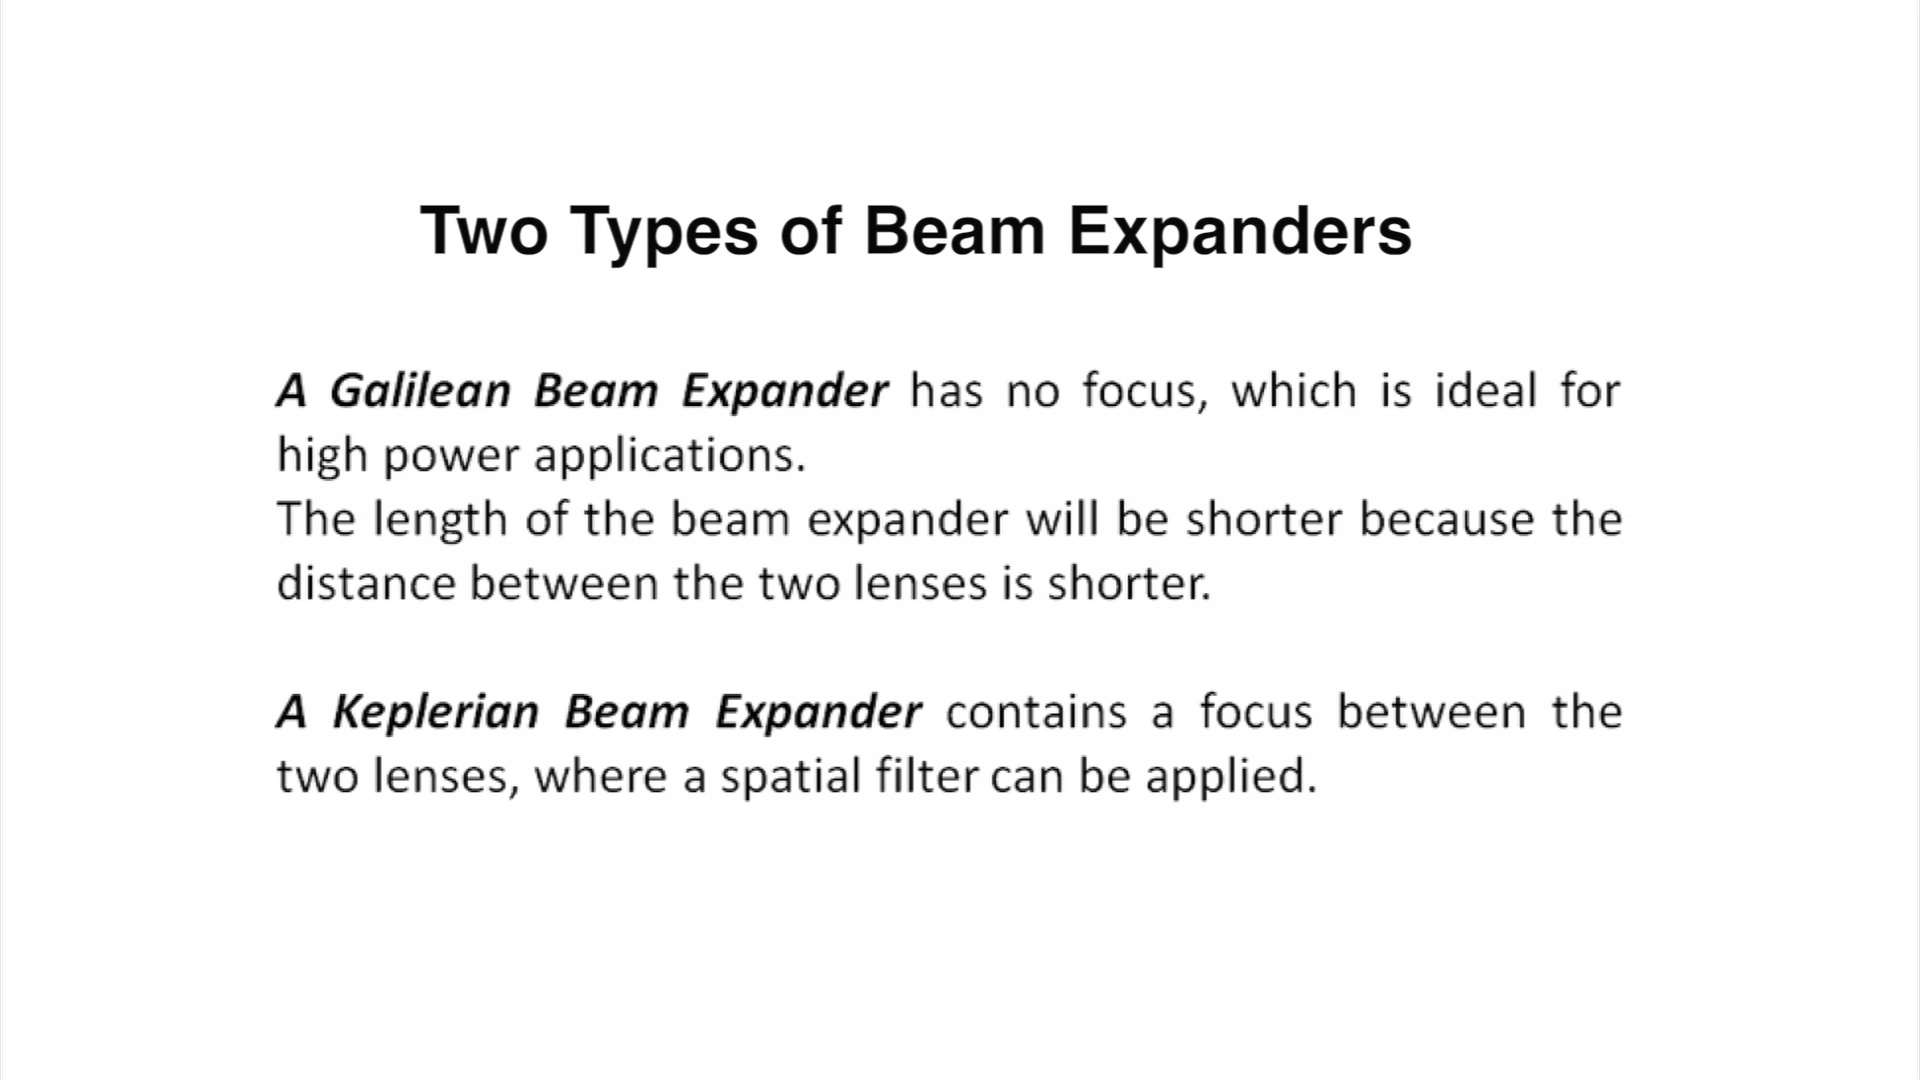 Two Types of Beam Expanders
A Galilean Beam Expander has no focus, which is ideal for
high power applications.
The length of the beam expander will be shorter because the
distance between the two lenses is shorter.
A Keplerian Beam Expander contains a focus between the
two lenses, where a spatial filter can be applied.